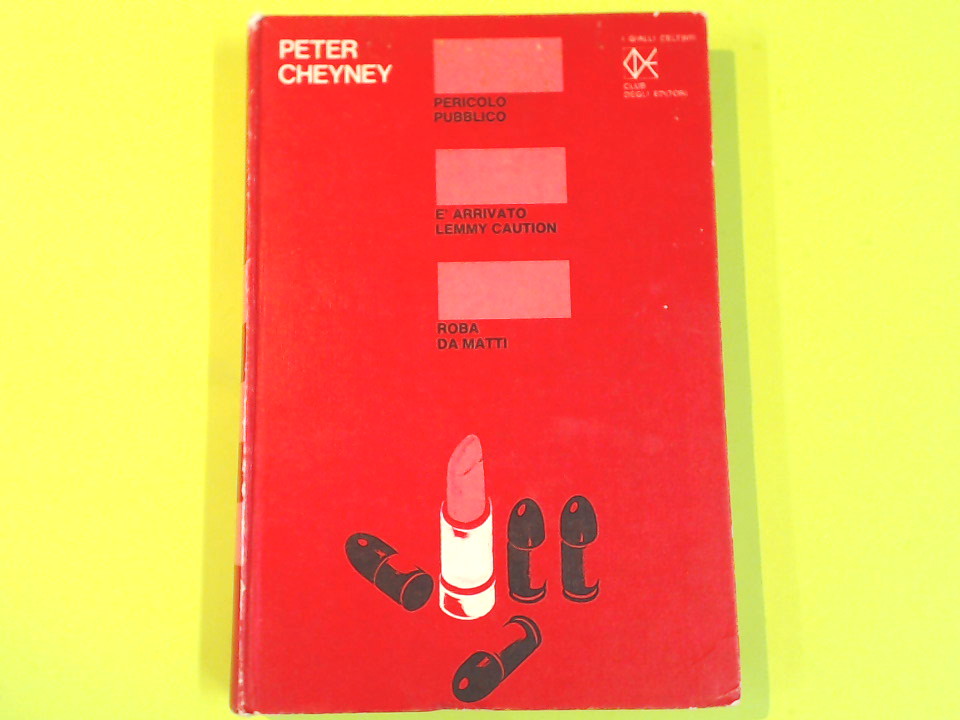 PETER
CHEYNEY
PERICOLO
PUBBLICO
E' ARRIVATO
LEMMY CAUTION
ROBA
DA MATTI
I GIALLI CELEBRI
CLUB
DEGLI EDITORI